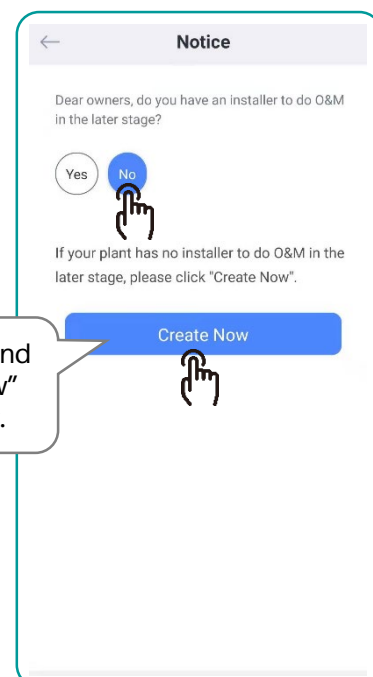 Notice
Dear owners, do you have an installer to do O&M
in the later stage?
Yes No
If your plant has no installer to do O&M in the
later stage, please click "Create Now".
Create Now
nd
w”
.